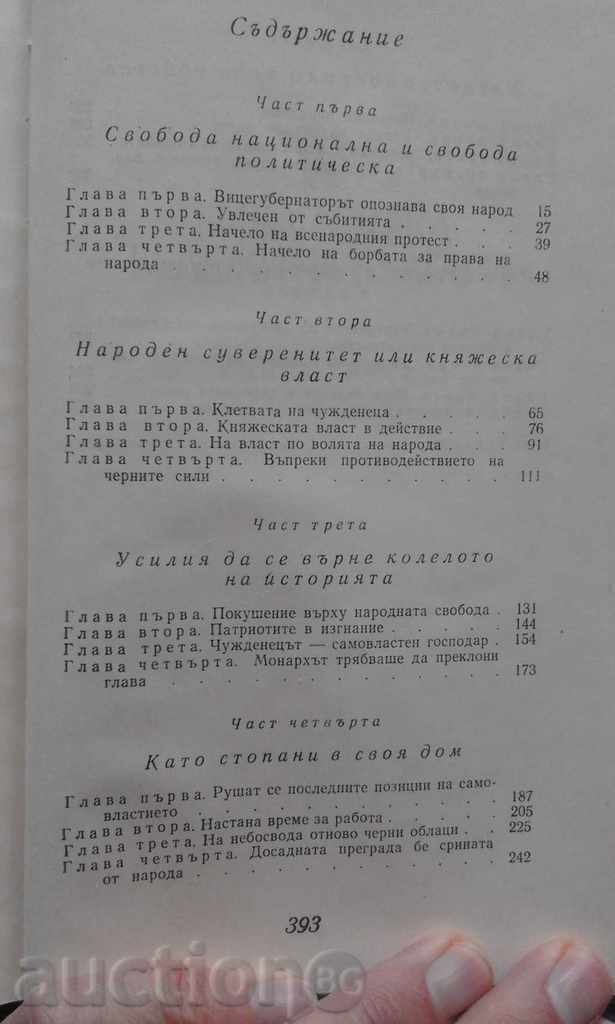 Съдържание
Част първа
Свобода национална и свобода
политическа
Глава първа. Вицегубернаторът опознава своя народ 15
Глава втора. Увлечен от събитията . . . . . 27
Глава трета. Начело на всенародния протест . . . 39
Глава четвърта. Начело на борбата за права на
народа . . . . . . . . . . . . 48
Част втора
Народен суверенитет или княжеска
власт
Глава първа. Клетвата на чужденеца . . . . . 65
Глава втора. Княжеската власт в действие . . . 76
Глава трета. На власт по волята на народа . . . 91
Глава четвърта. Въпреки противодействието на
черните сили . . . . . . . . . . . 111
Част трета
Усилия да се върне колелото
на историята
Глава първа. Покушение върху народната свобода . 131
Глава втора. Патриотите в изгнание . . . . . 144
Глава трета. Чужденецът — самовластен господар . 154
Глава четвърта. Монархът трябваше да преклони
глава . . . . . . . . . . . . 173
Част четвърта
Като стопани в своя дом
Глава първа. Рушат се последните позиции на само-
властието . . . . . . . . . . . 187
Глава втора. Настана време за работа . . . . . 205
Глава трета. На небосвода отново черни облаци . . 225
Глава четвърта. Досадната преграда бе срината
от народа . . . . . . . . . . . 242
393
auctionBG